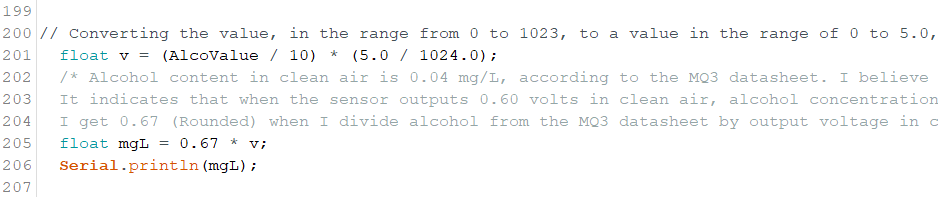 199
200 // Converting the value, in the range from 0 to 1023, to a value in the range of 0 to 5.0,
201 float v = (AlcoValue / 10) * (5.0 / 1024.0);
202 /* Alcohol content in clean air is 0.04 mg/L, according to the MQ3 datasheet. I believe
203 It indicates that when the sensor outputs 0.60 volts in clean air, alcohol concentration
204 I get 0.67 (Rounded) when I divide alcohol from the MQ3 datasheet by output voltage in c
205 float mgL = 0.67 * v;
206 Serial.println(mgL);
207